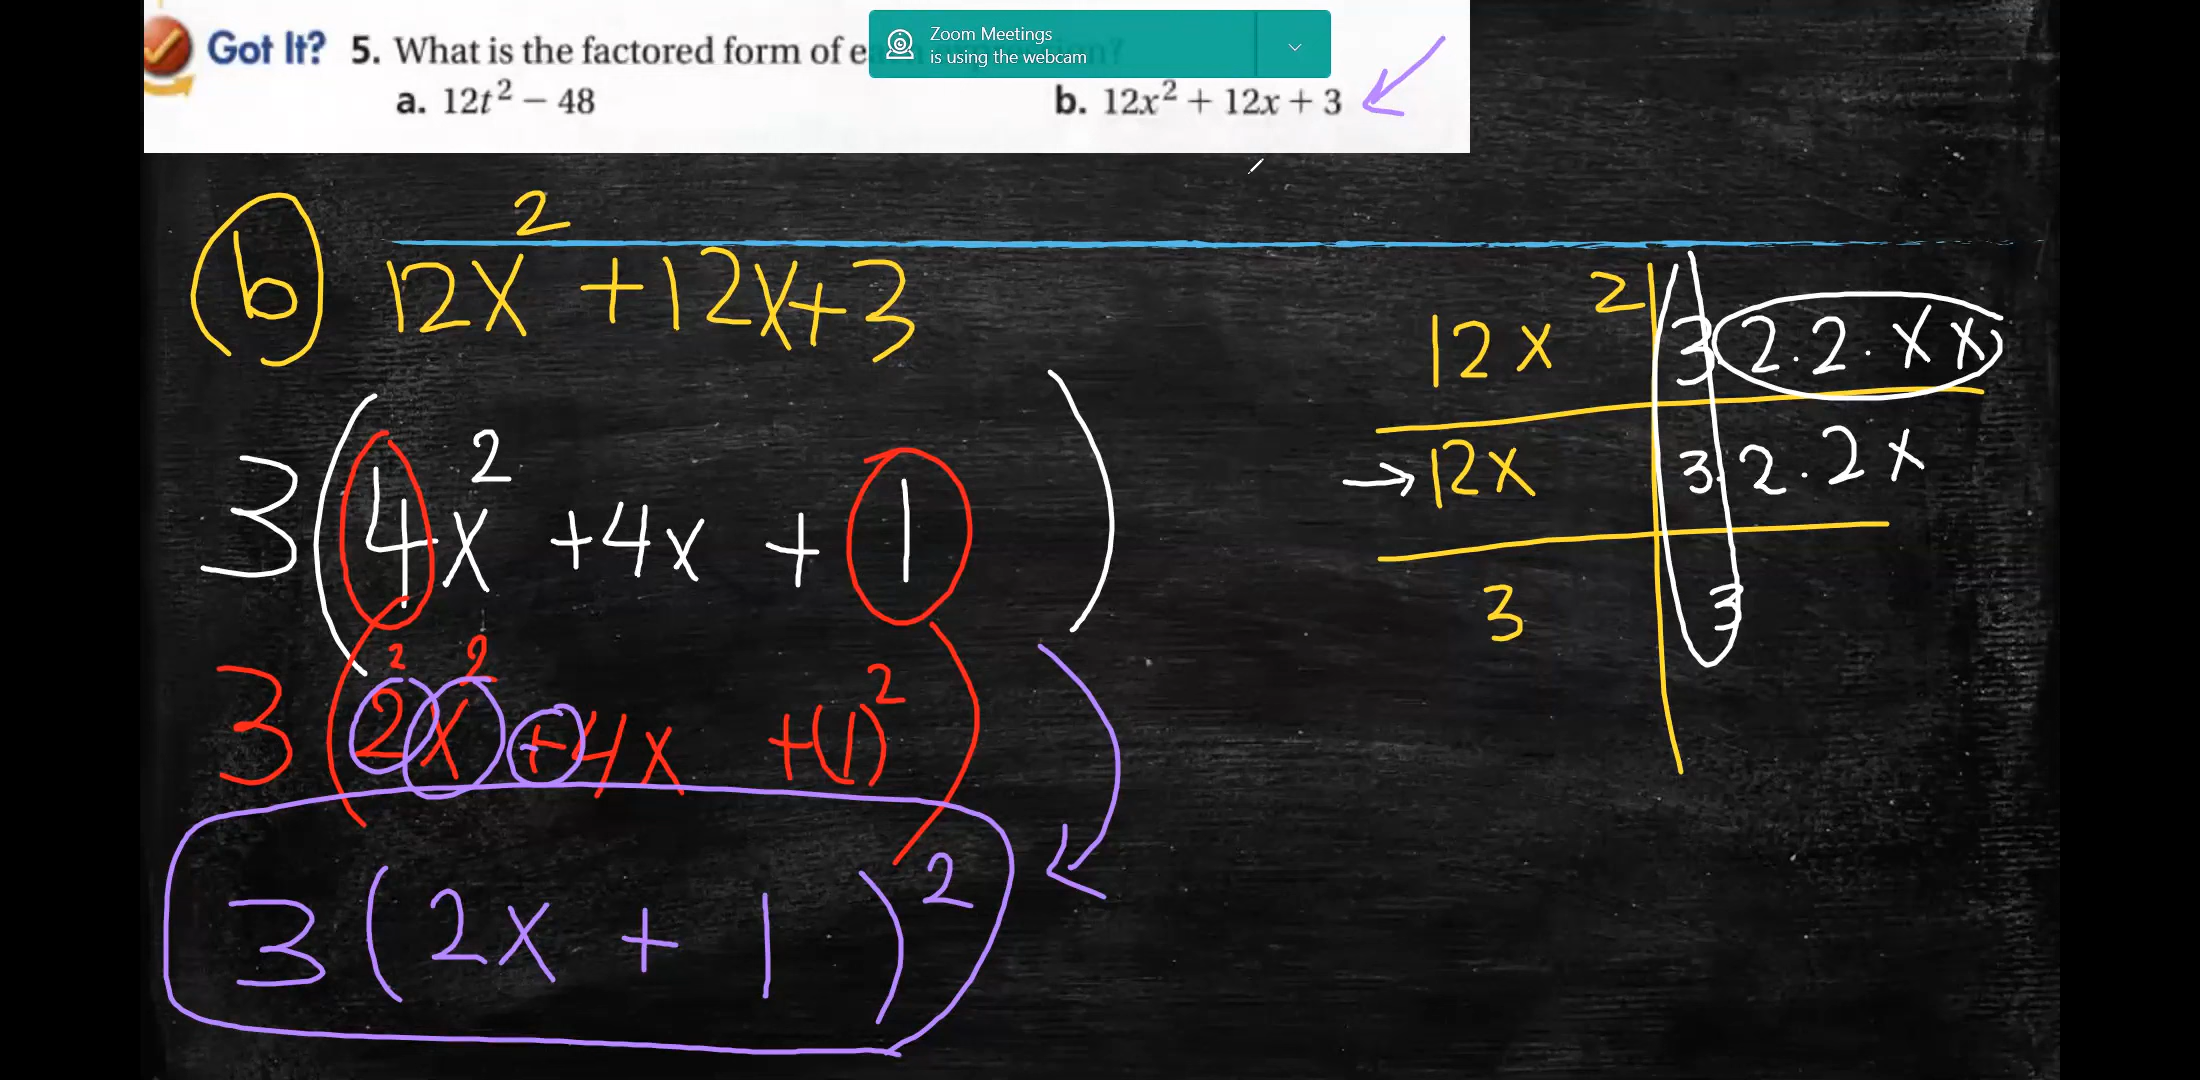 Got It? 5. What is the factored form of e
Zoom Meetings
is using the webcam
?
a. 12t² − 48
b. 12x² + 12x + 3
b 12x² + 12x + 3
3(4x² + 4x + 1)
3(2²x² + 4x + (1)²)
3(2x + 1)²
12x² 3 2.2.x x
→ 12x 3.2.2x
3 3